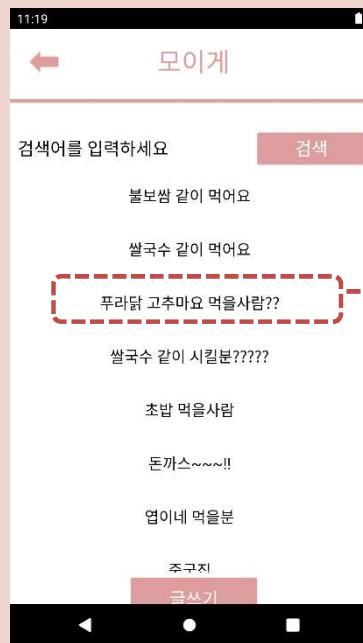 11:19
모이게
검색어를 입력하세요
검색
불보쌈 같이 먹어요
쌀국수 같이 먹어요
푸라닭 고추마요 먹을사람??
쌀국수 같이 시킬분?????
초밥 먹을사람
돈까스~~~!!
엽이네 먹을분
중국집
글쓰기